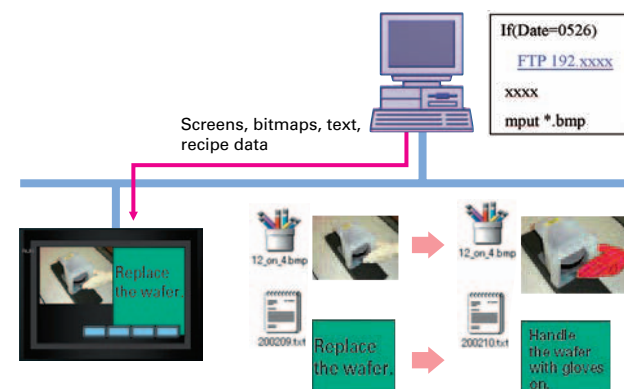 If(Date=0526)
FTP 192.xxxx
xxxx
mput *.bmp
Screens, bitmaps, text,
recipe data
Replace
the wafer.
12_on_4.bmp
12_on_4.bmp
200209.txt
200210.txt
Replace
the wafer.
Handle
the wafer
with gloves
on.